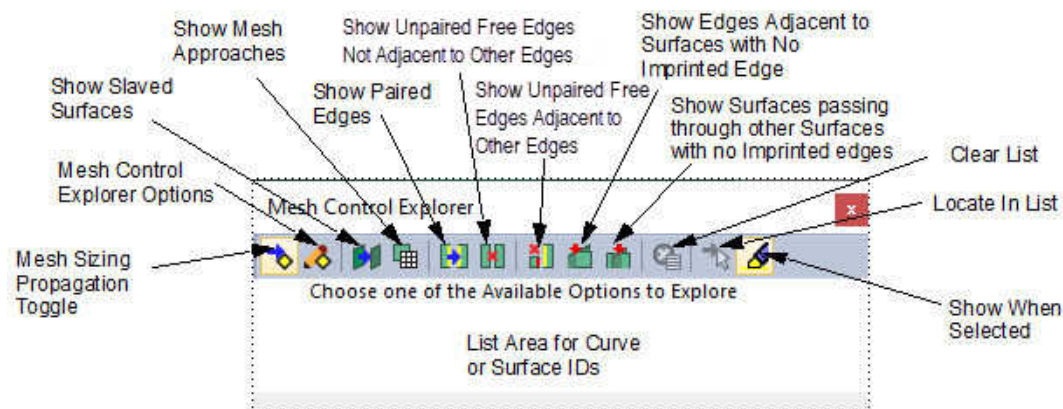 Show Mesh
Approaches
Show Unpaired Free Edges
Not Adjacent to Other Edges
Show Edges Adjacent to
Surfaces with No
Imprinted Edge
Show Slaved
Surfaces
Show Paired
Edges
Show Unpaired Free
Edges Adjacent to
Other Edges
Show Surfaces passing
through other Surfaces
with no Imprinted edges
Mesh Control
Explorer Options
Clear List
Mesh Control Explorer
x
Locate In List
Mesh Sizing
Propagation
Toggle
Choose one of the Available Options to Explore
Show When
Selected
List Area for Curve
or Surface IDs